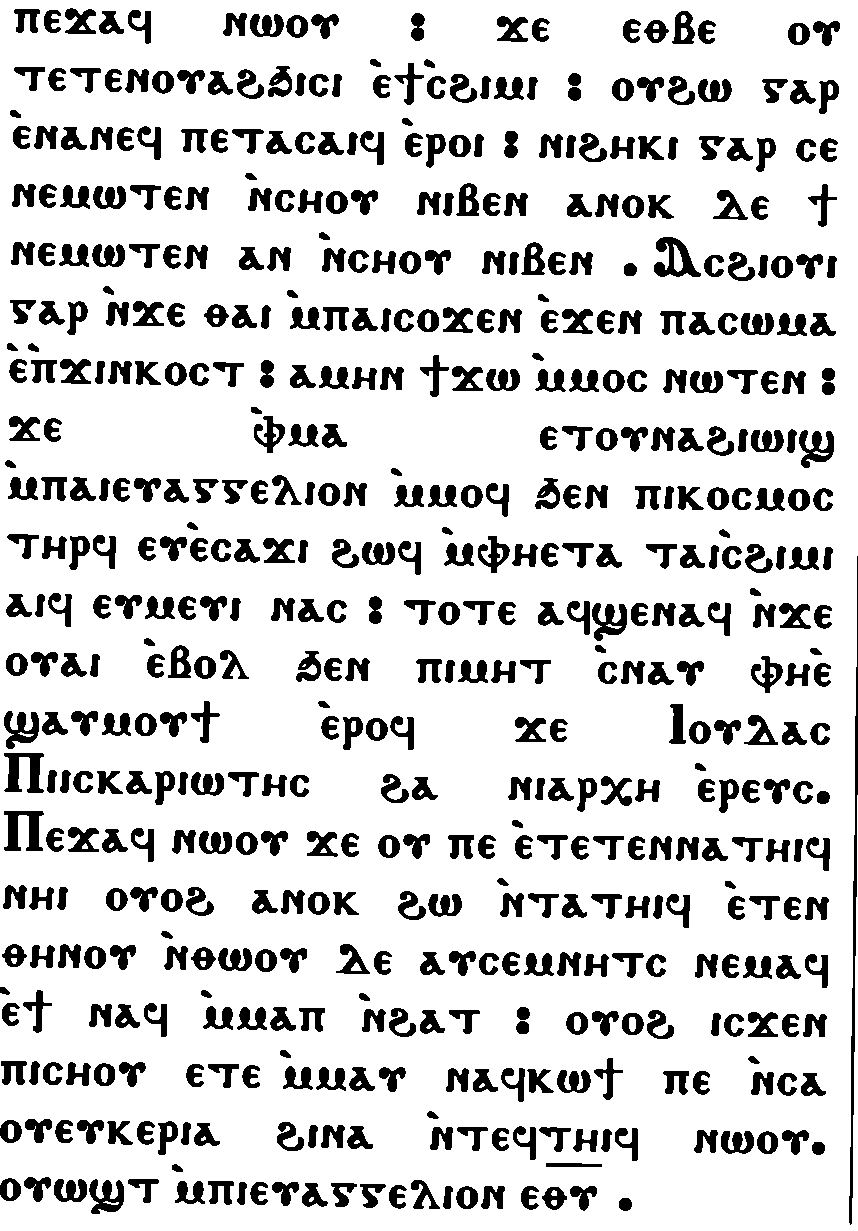 ⲡⲉϫⲁϥ ⲛⲱⲟⲩ : ϫⲉ ⲉⲑⲃⲉ ⲟⲩ
ⲧⲉⲧⲉⲛⲟⲩⲁϩϧⲓⲥⲓ ⲉ̀ϯⲥ̀ϩⲓⲙⲓ : ⲟⲩϩⲱ ⲅⲁⲣ
ⲉ̀ⲛⲁⲛⲉϥ ⲡⲉⲧⲁⲥⲁⲓϥ ⲉ̀ⲣⲟⲓ : ⲛⲓϩⲏⲕⲓ ⲅⲁⲣ ⲥⲉ
ⲛⲉⲙⲱⲧⲉⲛ ⲛ̀ⲥⲏⲟⲩ ⲛⲓⲃⲉⲛ ⲁⲛⲟⲕ ⲇⲉ ϯ
ⲛⲉⲙⲱⲧⲉⲛ ⲁⲛ ⲛ̀ⲥⲏⲟⲩ ⲛⲓⲃⲉⲛ . Ⲁⲥϩⲓⲟⲩⲓ
ⲅⲁⲣ ⲛ̀ϫⲉ ⲑⲁⲓ ⲙ̀ⲡⲁⲓⲥⲟϫⲉⲛ ⲉ̀ϫⲉⲛ ⲡⲁⲥⲱⲙⲁ
ⲉ̀ⲡ̀ϫⲓⲛⲕⲟⲥⲧ : ⲁⲙⲏⲛ ϯϫⲱ ⲙ̀ⲙⲟⲥ ⲛⲱⲧⲉⲛ :
ϫⲉ ⲫ̀ⲙⲁ ⲉⲧⲟⲩⲛⲁϩⲓⲱⲓϣ
ⲙ̀ⲡⲁⲓⲉⲩⲁⲅⲅⲉⲗⲓⲟⲛ ⲙ̀ⲙⲟϥ ϧⲉⲛ ⲡⲓⲕⲟⲥⲙⲟⲥ
ⲧⲏⲣϥ ⲉⲩⲉ̀ⲥⲁϫⲓ ϩⲱϥ ⲙ̀ⲫⲏⲉⲧⲁ ⲧⲁⲓⲥ̀ϩⲓⲙⲓ
ⲁⲓϥ ⲉⲩⲙⲉⲩⲓ ⲛⲁⲥ : ⲧⲟⲧⲉ ⲁϥϣⲉⲛⲁϥ ⲛ̀ϫⲉ
ⲟⲩⲁⲓ ⲉ̀ⲃⲟⲗ ϧⲉⲛ ⲡⲓⲙⲏⲧ ⲥ̀ⲛⲁⲩ ⲫⲏⲉ̀
ϣⲁⲩⲙⲟⲩϯ ⲉ̀ⲣⲟϥ ϫⲉ Ⲓⲟⲩⲇⲁⲥ
Ⲡⲓⲓⲥⲕⲁⲣⲓⲱⲧⲏⲥ ϩⲁ ⲛⲓⲁⲣⲭⲏ ⲉ̀ⲣⲉⲩⲥ.
Ⲡⲉϫⲁϥ ⲛⲱⲟⲩ ϫⲉ ⲟⲩ ⲡⲉ ⲉ̀ⲧⲉⲧⲉⲛⲛⲁⲧⲏⲓϥ
ⲛⲏⲓ ⲟⲩⲟϩ ⲁⲛⲟⲕ ϩⲱ ⲛ̀ⲧⲁⲧⲏⲓϥ ⲉ̀ⲧⲉⲛ
ⲑⲏⲛⲟⲩ ⲛ̀ⲑⲱⲟⲩ ⲇⲉ ⲁⲩⲥⲉⲙⲛⲏⲧⲥ ⲛⲉⲙⲁϥ
ⲉ̀ϯ ⲛⲁϥ ⲙ̀ⲙⲁⲡ ⲛ̀ϩⲁⲧ : ⲟⲩⲟϩ ⲓⲥϫⲉⲛ
ⲡⲓⲥⲏⲟⲩ ⲉⲧⲉ ⲙ̀ⲙⲁⲩ ⲛⲁϥⲕⲱϯ ⲡⲉ ⲛ̀ⲥⲁ
ⲟⲩⲉⲩⲕⲉⲣⲓⲁ ϩⲓⲛⲁ ⲛ̀ⲧⲉϥⲧⲏⲓϥ ⲛⲱⲟⲩ.
ⲟⲩⲱϣⲧ ⲙ̀ⲡⲓⲉⲩⲁⲅⲅⲉⲗⲓⲟⲛ ⲉⲑⲩ .